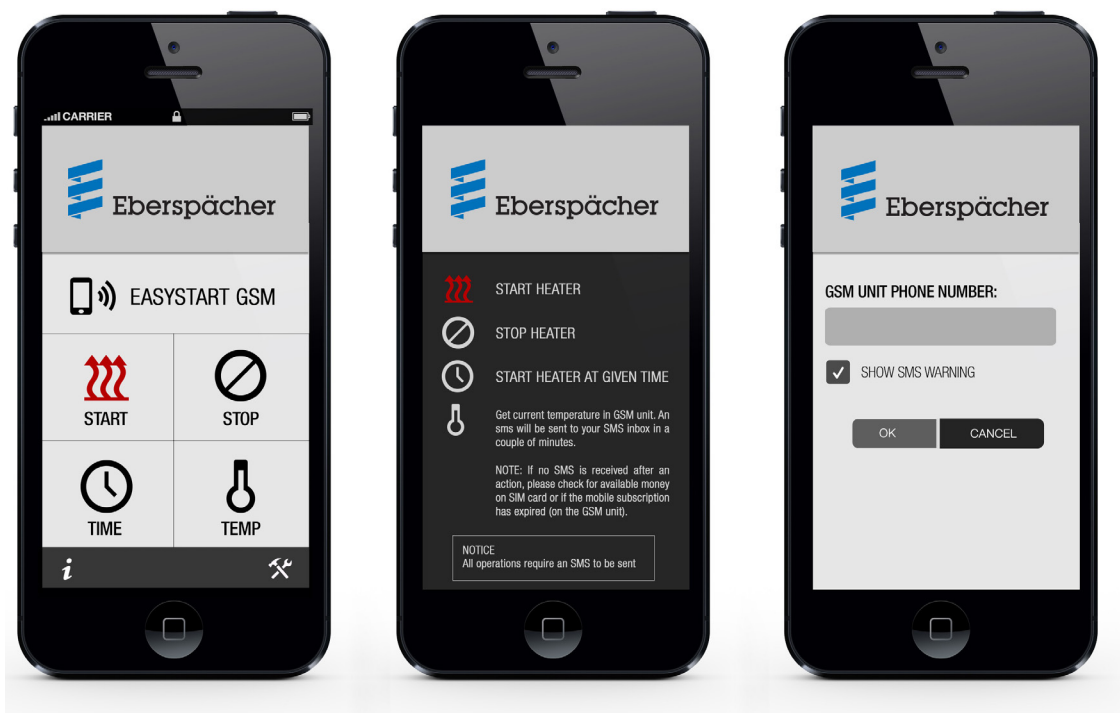 CARRIER
Eberspächer
EASYSTART GSM
START
STOP
TIME
TEMP
i
Eberspächer
START HEATER
STOP HEATER
START HEATER AT GIVEN TIME
Get current temperature in GSM unit. An
sms will be sent to your SMS inbox in a
couple of minutes.
NOTE: If no SMS is received after an
action, please check for available money
on SIM card or if the mobile subscription
has expired (on the GSM unit).
NOTICE
All operations require an SMS to be sent
Eberspächer
GSM UNIT PHONE NUMBER:
SHOW SMS WARNING
OK
CANCEL